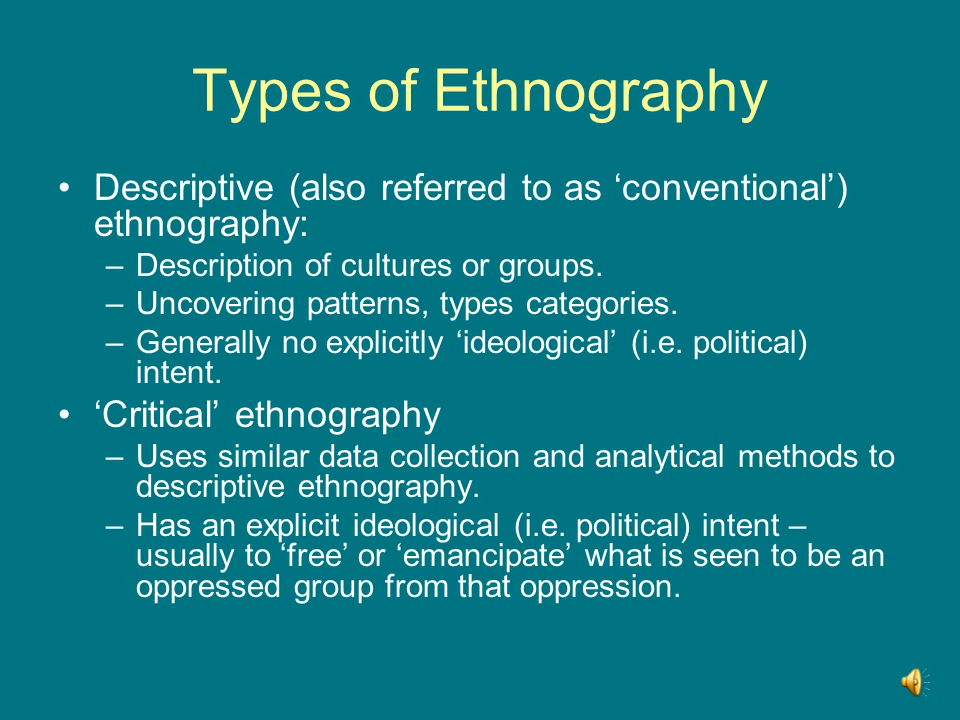 Types of Ethnography
• Descriptive (also referred to as ‘conventional’)
ethnography:
– Description of cultures or groups.
– Uncovering patterns, types categories.
– Generally no explicitly ‘ideological’ (i.e. political)
intent.
• ‘Critical’ ethnography
– Uses similar data collection and analytical methods to
descriptive ethnography.
– Has an explicit ideological (i.e. political) intent –
usually to ‘free’ or ‘emancipate’ what is seen to be an
oppressed group from that oppression.